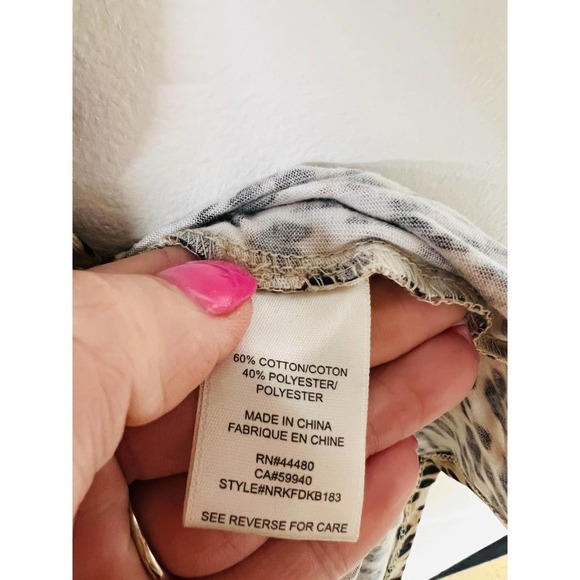 60% COTTON/COTON
40% POLYESTER/
POLYESTER
MADE IN CHINA
FABRIQUE EN CHINE
RN#44480
CA#59940
STYLE#NRKFDKB183
SEE REVERSE FOR CARE